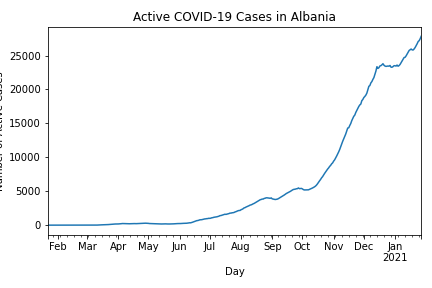 Active COVID-19 Cases in Albania
Number of Active Cases
25000
20000
15000
10000
5000
0
Feb Mar Apr May Jun Jul Aug Sep Oct Nov Dec Jan
2021
Day